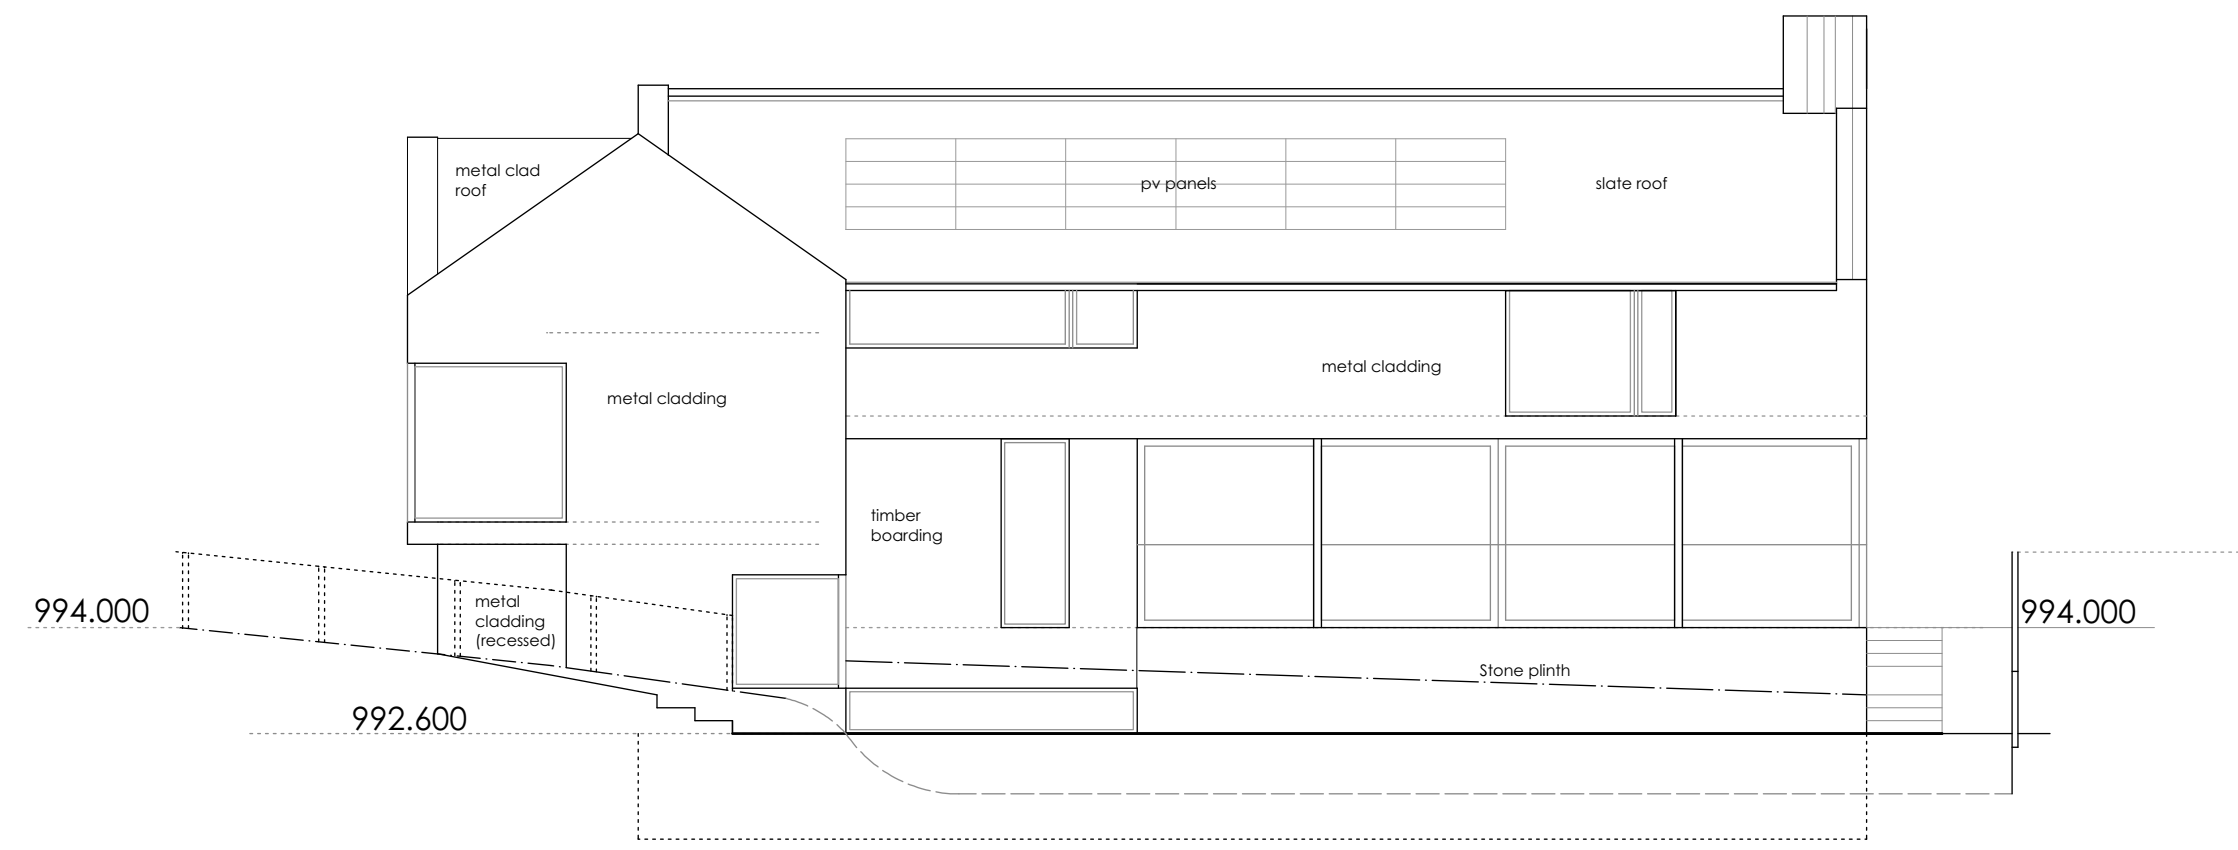 metal clad
roof
pv panels
slate roof
metal cladding
metal cladding
timber
boarding
metal
cladding
(recessed)
994.000
994.000
Stone plinth
992.600